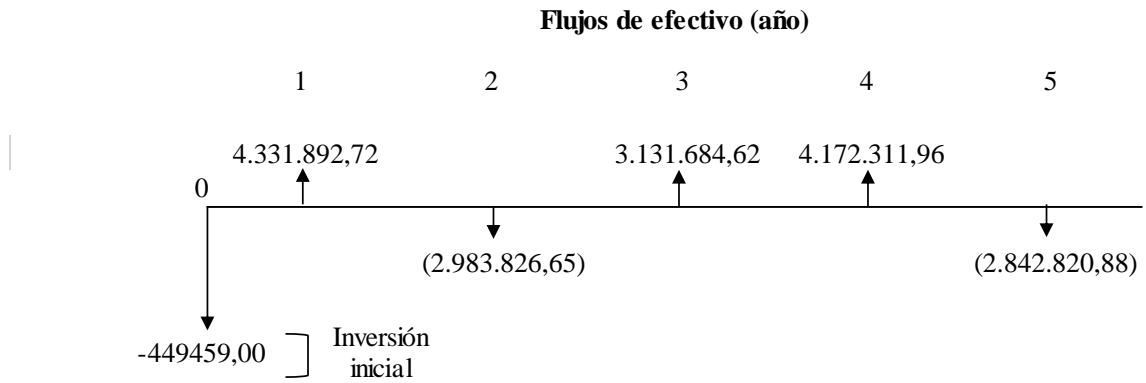 Flujos de efectivo (año)
1 2 3 4 5
4.331.892,72 3.131.684,62 4.172.311,96
0
(2.983.826,65) (2.842.820,88)
-449459,00
Inversión
inicial